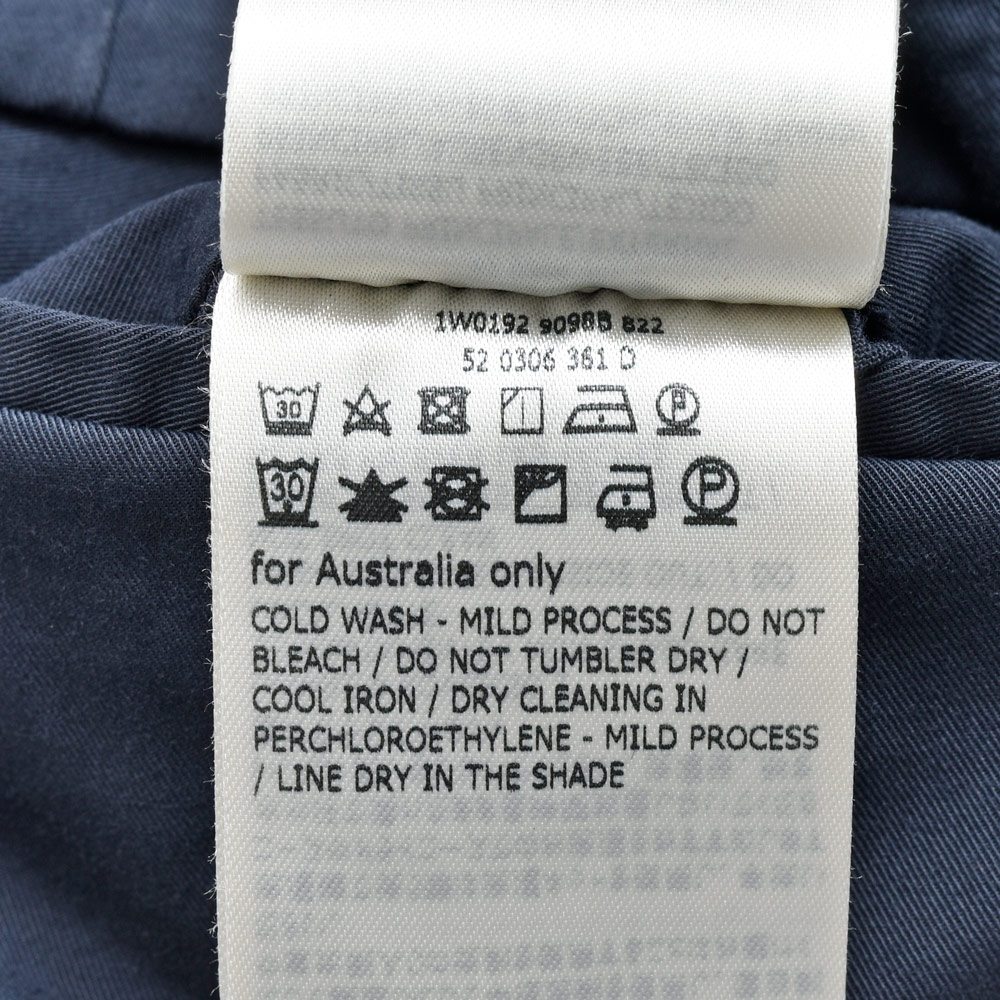 1W0192 9098B 822
52 0306 361 D
30
P
30
P
for Australia only
COLD WASH - MILD PROCESS / DO NOT
BLEACH / DO NOT TUMBLER DRY /
COOL IRON / DRY CLEANING IN
PERCHLOROETHYLENE - MILD PROCESS
/ LINE DRY IN THE SHADE